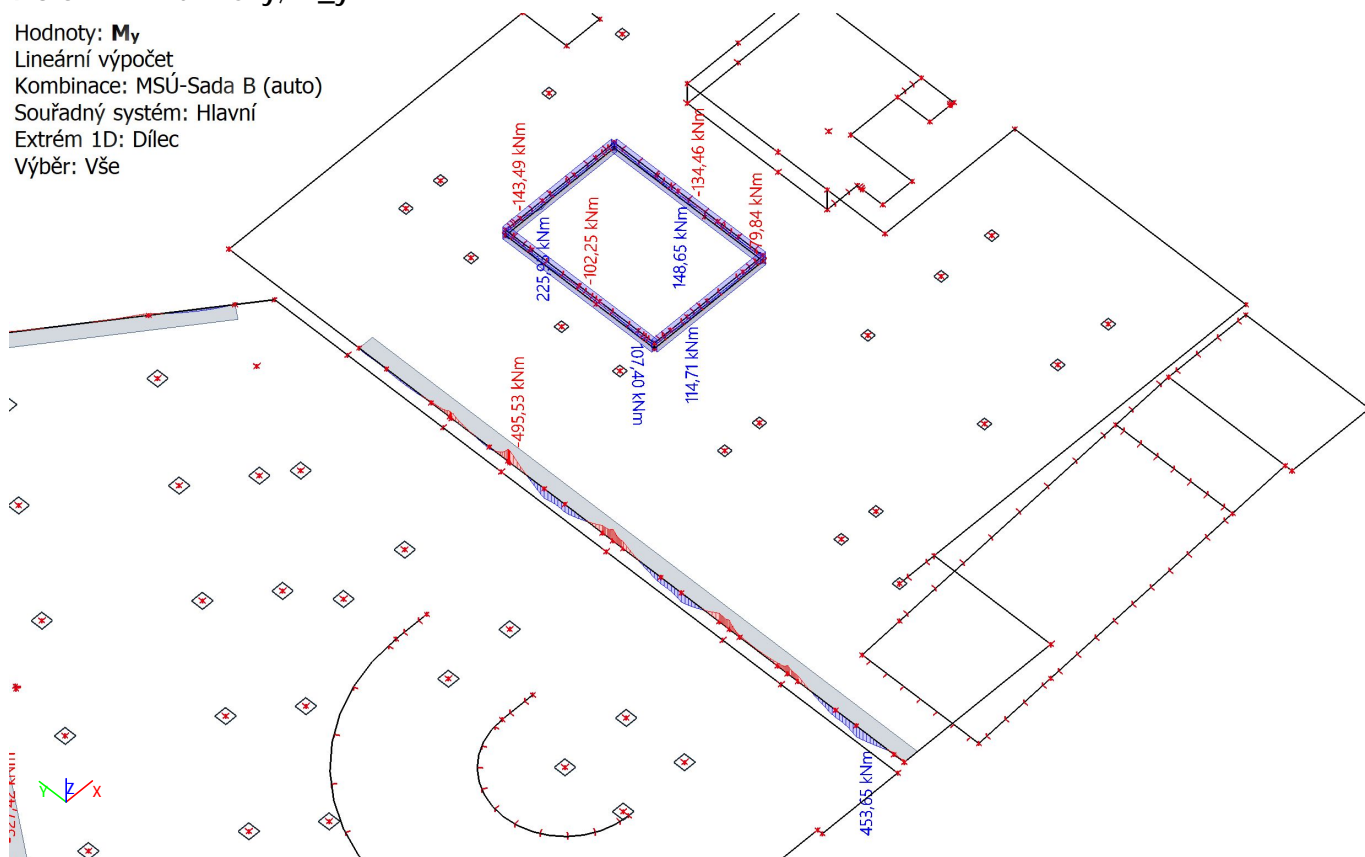 Hodnoty: My
Lineární výpočet
Kombinace: MSÚ-Sada B (auto)
Souřadný systém: Hlavní
Extrém 1D: Dílec
Výběr: Vše
-143,49 kNm
-134,46 kNm
79,84 kNm
-102,25 kNm
148,65 kNm
107,40 kNm
114,71 kNm
-495,53 kNm
453,65 kNm
Y Z X